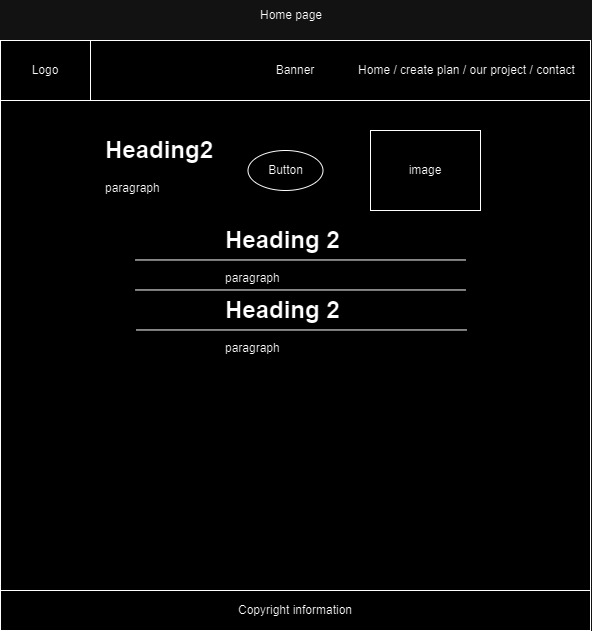 Home page
Logo
Banner
Home / create plan / our project / contact
Heading2
paragraph
Button
image
Heading 2
paragraph
Heading 2
paragraph
Copyright information